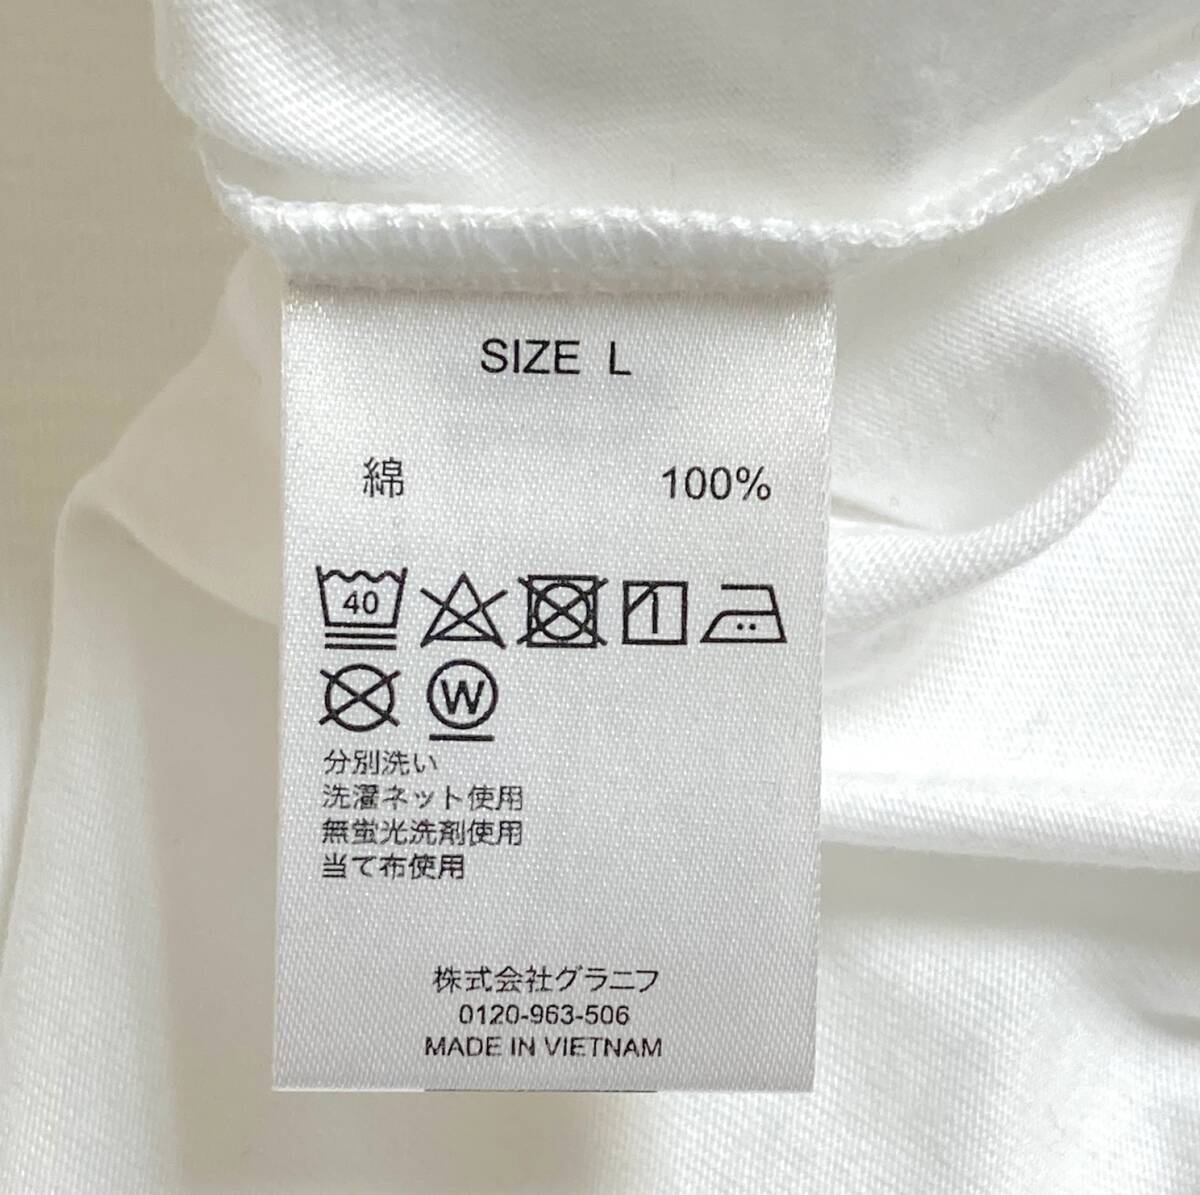 SIZE L
綿 100%
40
W
分別洗い
洗濯ネット使用
無蛍光洗剤使用
当て布使用
株式会社グラニフ
0120-963-506
MADE IN VIETNAM